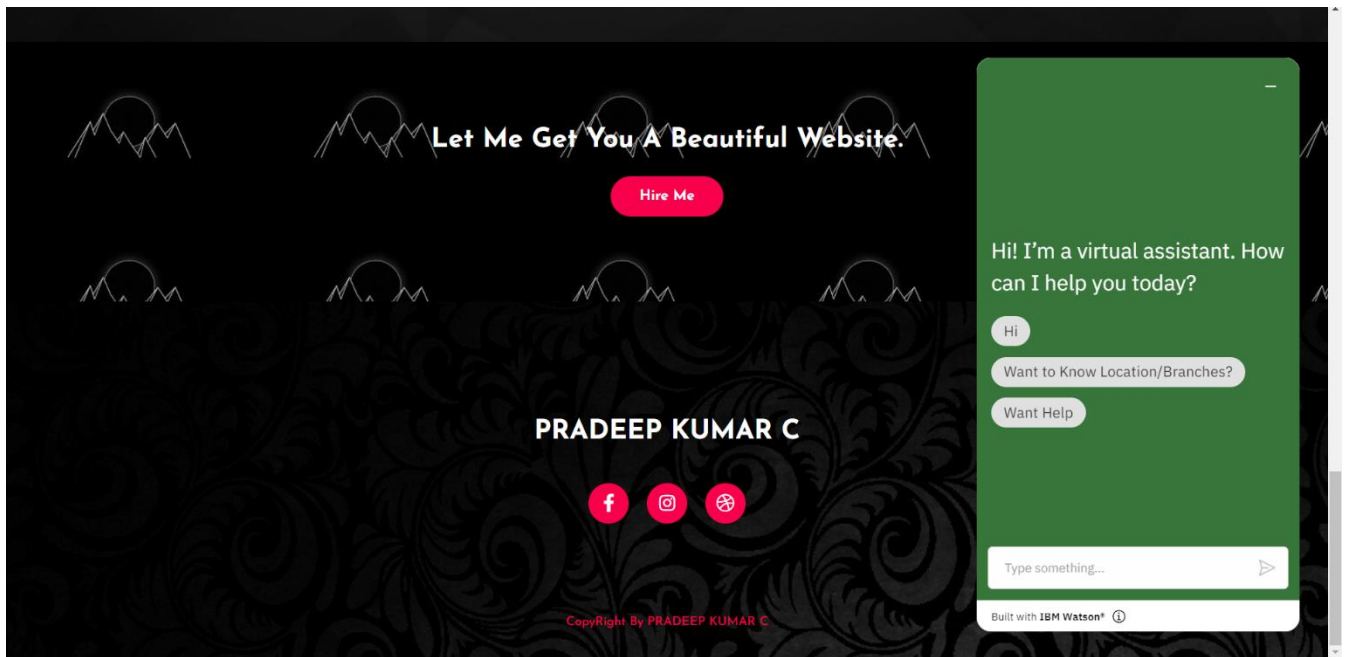 Let Me Get You A Beautiful Website.
Hire Me
PRADEEP KUMAR C
CopyRight By PRADEEP KUMAR C
Hi! I’m a virtual assistant. How
can I help you today?
Hi
Want to Know Location/Branches?
Want Help
Type something...
Built with IBM Watson®